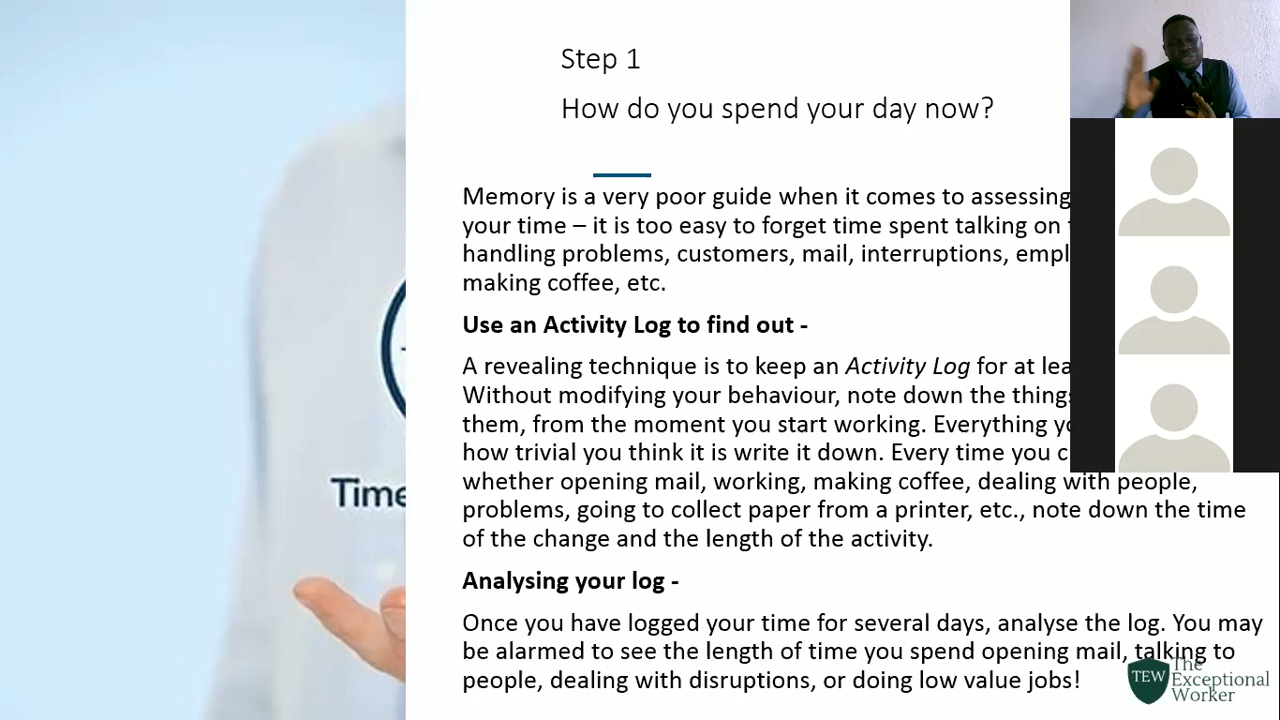 Step 1
How do you spend your day now?
Memory is a very poor guide when it comes to assessing
your time – it is too easy to forget time spent talking on
handling problems, customers, mail, interruptions,
making coffee, etc.
Use an Activity Log to find out -
A revealing technique is to keep an Activity Log for at
Without modifying your behaviour, note down the
them, from the moment you start working. Everything
how trivial you think it is write it down. Every time you
whether opening mail, working, making coffee, dealing with people,
problems, going to collect paper from a printer, etc., note down the time
of the change and the length of the activity.
Analysing your log -
Once you have logged your time for several days, analyse the log. You may
be alarmed to see the length of time you spend opening mail, talking to
people, dealing with disruptions, or doing low value jobs!
Time
TEW
The
Exceptional
Worker